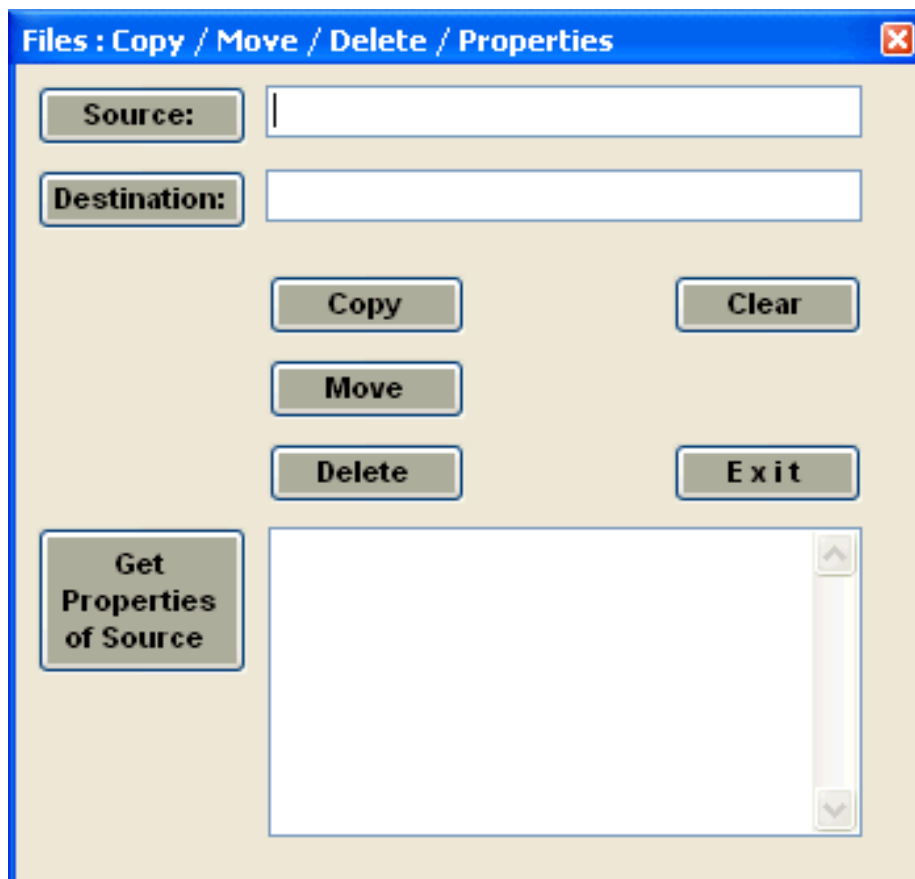 Files : Copy / Move / Delete / Properties
Source:
Destination:
Copy
Clear
Move
Delete
E x i t
Get
Properties
of Source